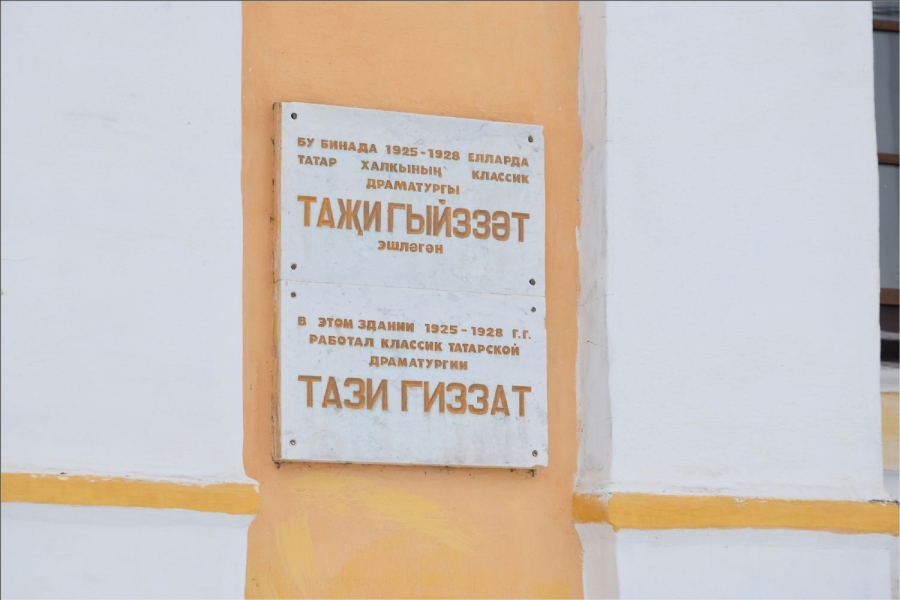 БУ БИНАДА 1925-1928 ЕЛЛАРДА
ТАТАР ХАЛКЫНЫҢ КЛАССИК
ДРАМАТУРГЫ
ТАҖИ ГЫЙЗЗӘТ
ЭШЛӘГӘН
В ЭТОМ ЗДАНИИ 1925-1928 Г.Г.
РАБОТАЛ КЛАССИК ТАТАРСКОЙ
ДРАМАТУРГИИ
ТАЗИ ГИЗЗАТ